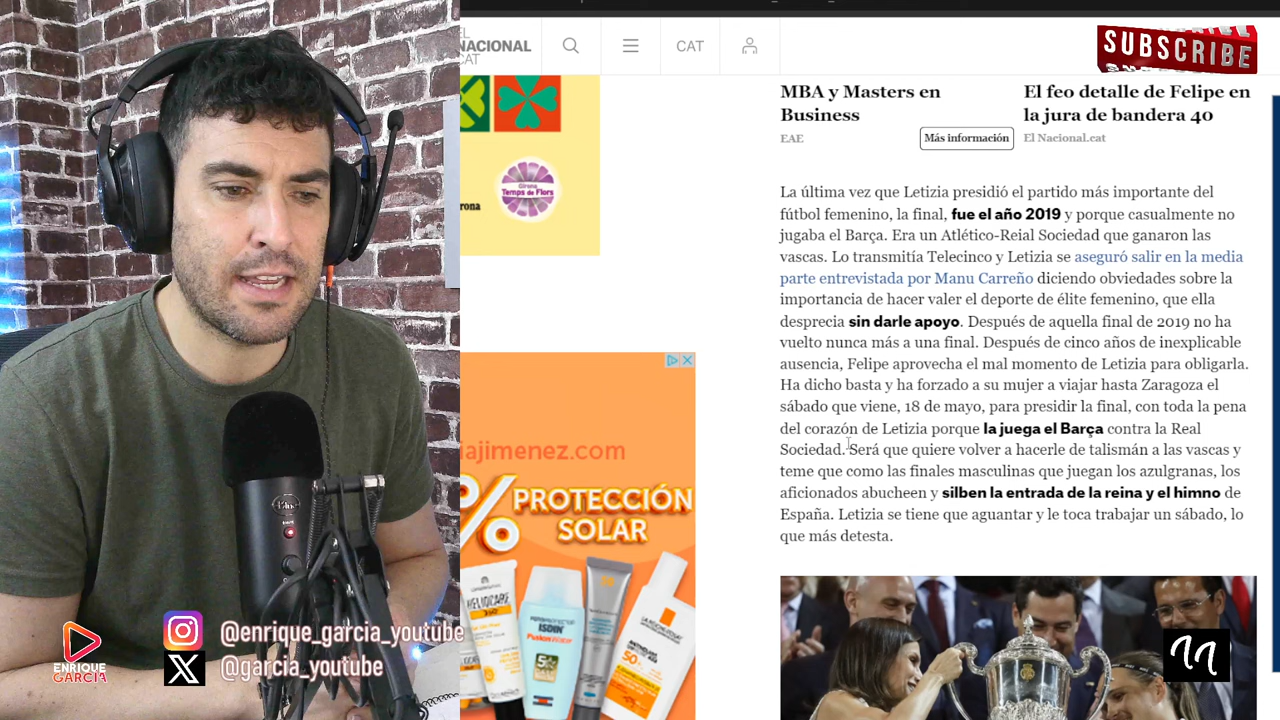 EL
NACIONAL
CAT
CAT
SUBSCRIBE
MBA y Masters en
Business
EAE
Más información
El feo detalle de Felipe en
la jura de bandera 40
El Nacional.cat
Girona
Temps de Flors
rona
La última vez que Letizia presidió el partido más importante del
fútbol femenino, la final, fue el año 2019 y porque casualmente no
jugaba el Barça. Era un Atlético-Reial Sociedad que ganaron las
vascas. Lo transmitía Telecinco y Letizia se aseguró salir en la media
parte entrevistada por Manu Carreño diciendo obviedades sobre la
importancia de hacer valer el deporte de élite femenino, que ella
desprecia sin darle apoyo. Después de aquella final de 2019 no ha
vuelto nunca más a una final. Después de cinco años de inexplicable
ausencia, Felipe aprovecha el mal momento de Letizia para obligarla.
Ha dicho basta y ha forzado a su mujer a viajar hasta Zaragoza el
sábado que viene, 18 de mayo, para presidir la final, con toda la pena
del corazón de Letizia porque la juega el Barça contra la Real
Sociedad. Será que quiere volver a hacerle de talismán a las vascas y
teme que como las finales masculinas que juegan los azulgranas, los
aficionados abucheen y silben la entrada de la reina y el himno de
España. Letizia se tiene que aguantar y le toca trabajar un sábado, lo
que más detesta.
iajimenez.com
% PROTECCIÓN
SOLAR
HELIOCARE
ISDIN
Fusion Water
50
@enrique_garcia_youtube
@garcia_youtube
ENRIQUE
GARCIA